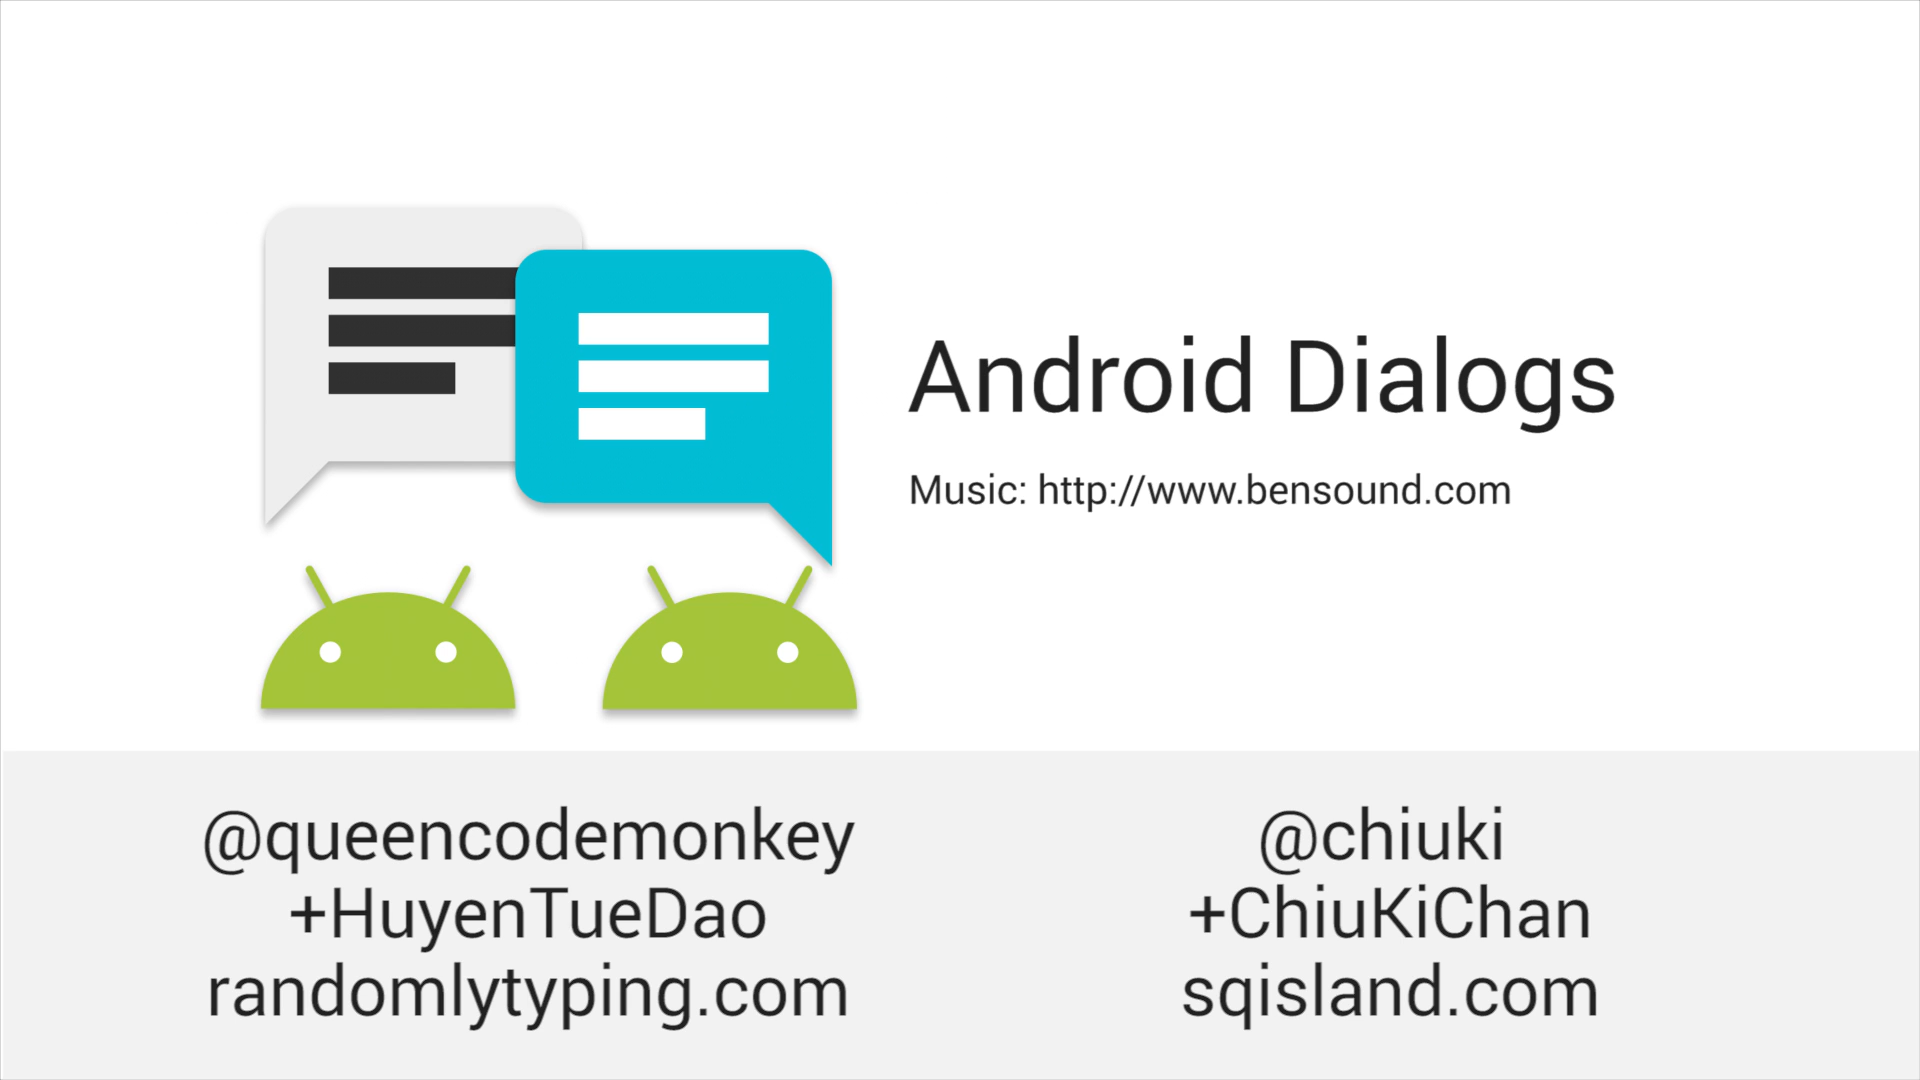 Android Dialogs
Music: http://www.bensound.com
@queencodemonkey
+HuyenTueDao
randomlytyping.com
@chiuki
+ChiuKiChan
sqisland.com